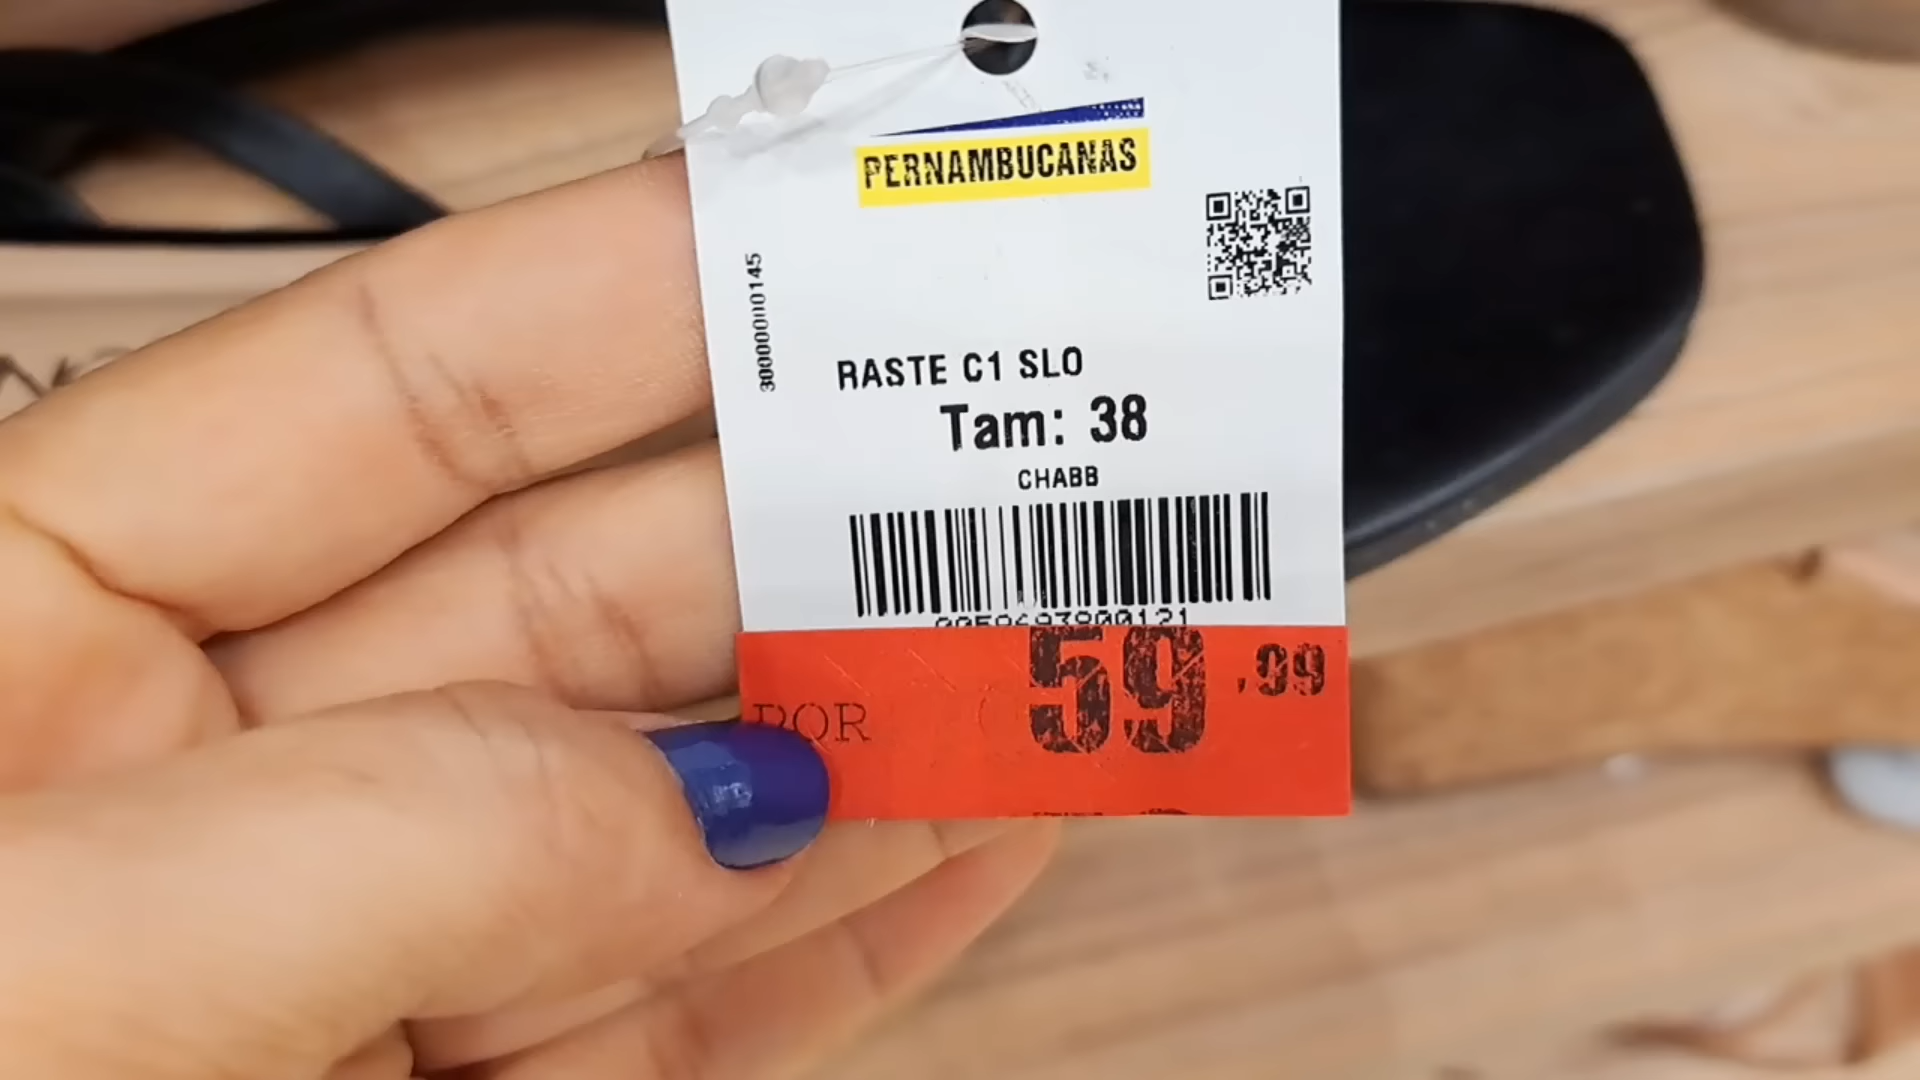 PERNAMBUCANAS
30000000145
RASTE C1 SLO
Tam: 38
CHABB
POR 59,99